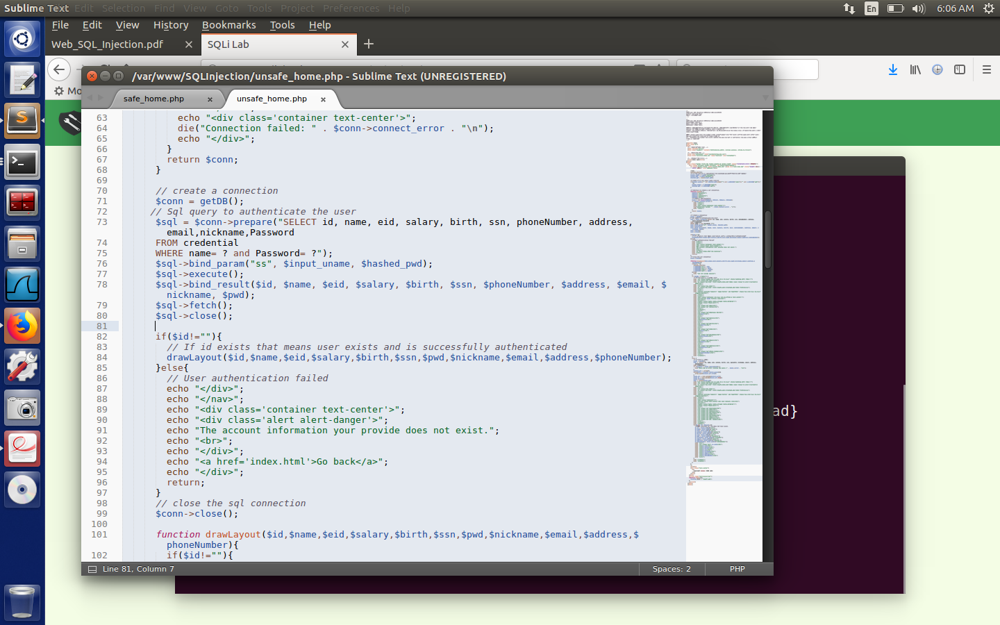 Sublime Text Edit Selection Find View Goto Tools Project Preferences Help
En 6:06 AM
File Edit View History Bookmarks Tools Help
Web_SQL_Injection.pdf
SQLi Lab
Mo
/var/www/SQLInjection/unsafe_home.php - Sublime Text (UNREGISTERED)
safe_home.php
unsafe_home.php
63 echo "<div class='container text-center'>";
64 die("Connection failed: " . $conn->connect_error . "\n");
65 echo "</div>";
66 }
67 return $conn;
68 }
69
70 // create a connection
71 $conn = getDB();
72 // Sql query to authenticate the user
73 $sql = $conn->prepare("SELECT id, name, eid, salary, birth, ssn, phoneNumber, address,
email,nickname,Password
74 FROM credential
75 WHERE name= ? and Password= ?");
76 $sql->bind_param("ss", $input_uname, $hashed_pwd);
77 $sql->execute();
78 $sql->bind_result($id, $name, $eid, $salary, $birth, $ssn, $phoneNumber, $address, $email, $
nickname, $pwd);
79 $sql->fetch();
80 $sql->close();
81
82 if($id!=""){
83 // If id exists that means user exists and is successfully authenticated
84 drawLayout($id,$name,$eid,$salary,$birth,$ssn,$pwd,$nickname,$email,$address,$phoneNumber);
85 }else{
86 // User authentication failed
87 echo "</div>";
88 echo "</nav>";
89 echo "<div class='container text-center'>";
90 echo "<div class='alert alert-danger'>";
91 echo "The account information your provide does not exist.";
92 echo "<br>";
93 echo "</div>";
94 echo "<a href='index.html'>Go back</a>";
95 echo "</div>";
96 return;
97 }
98 // close the sql connection
99 $conn->close();
100
101 function drawLayout($id,$name,$eid,$salary,$birth,$ssn,$pwd,$nickname,$email,$address,$
phoneNumber){
102 if($id!=""){
ad}
Line 81, Column 7
Spaces: 2
PHP